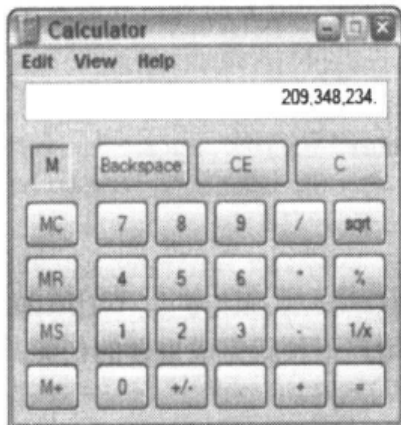 Calculator
Edit View Help
209,348,234.
M Backspace CE C
MC 7 8 9 / sqrt
MR 4 5 6 * %
MS 1 2 3 - 1/x
M+ 0 +/- + =